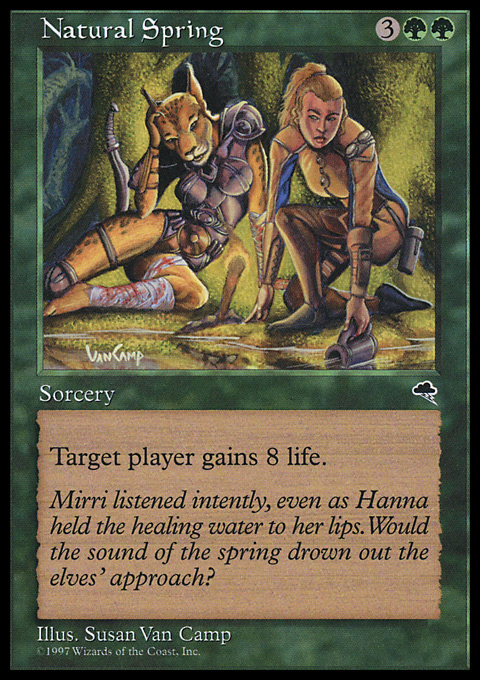 Natural Spring 3
VANCAMP
Sorcery
Target player gains 8 life.
Mirri listened intently, even as Hanna
held the healing water to her lips. Would
the sound of the spring drown out the
elves' approach?
Illus. Susan Van Camp
©1997 Wizards of the Coast, Inc.